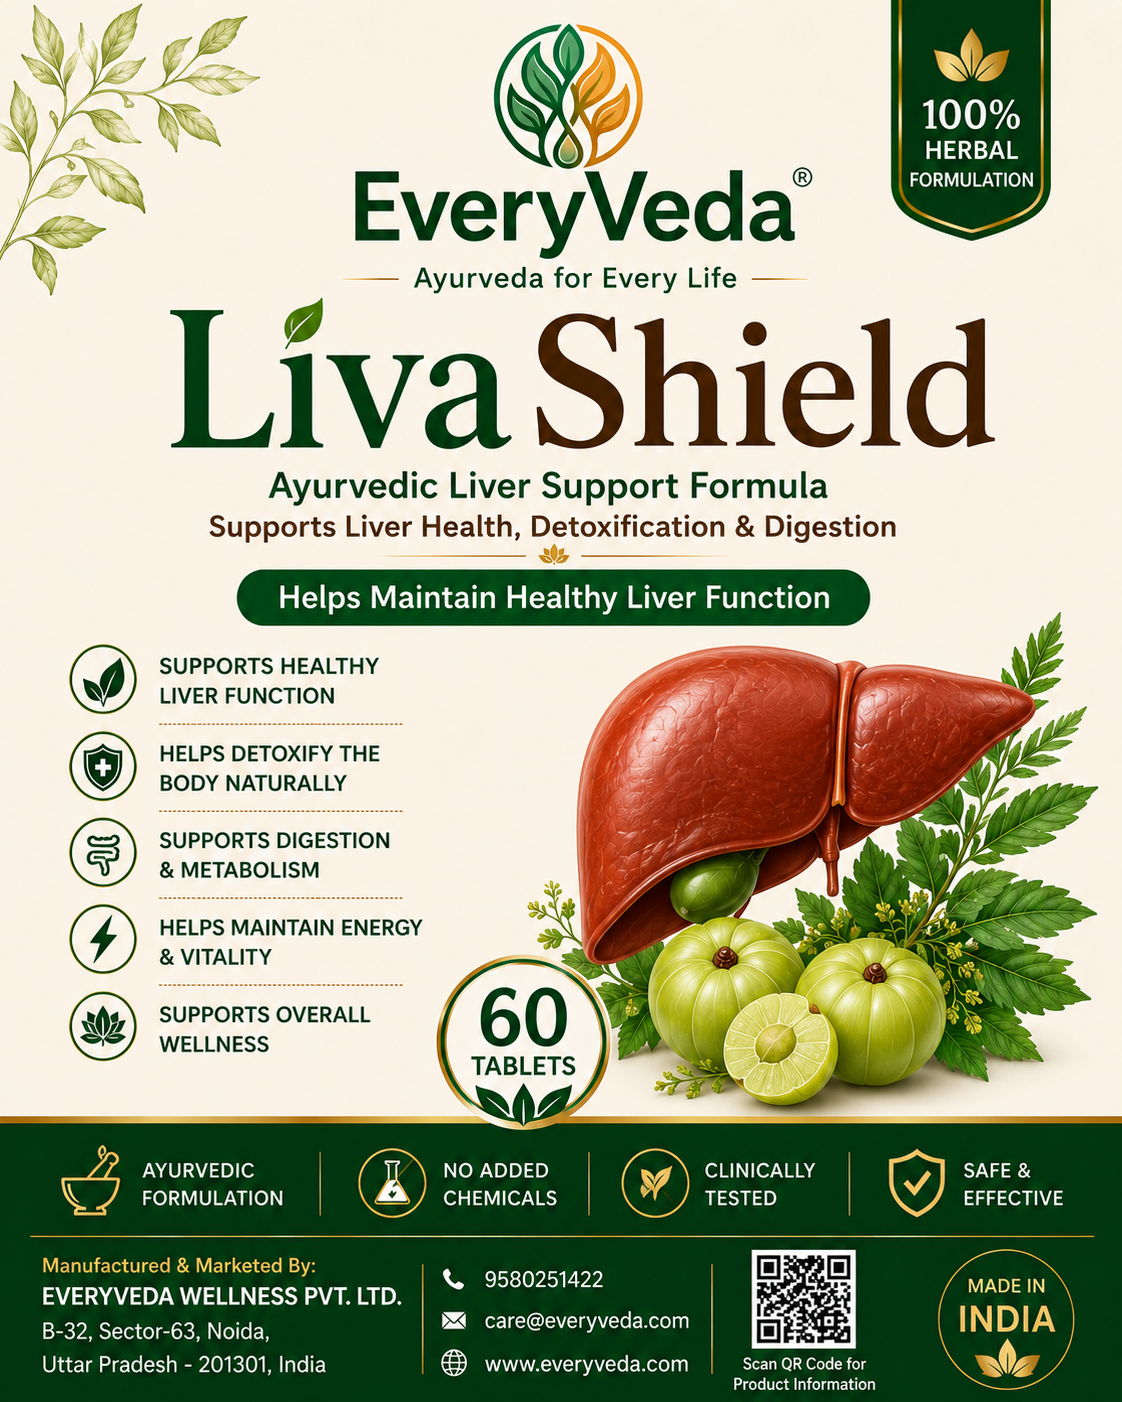 EveryVeda®
Ayurveda for Every Life
100%
HERBAL
FORMULATION
Liva Shield
Ayurvedic Liver Support Formula
Supports Liver Health, Detoxification & Digestion
Helps Maintain Healthy Liver Function
SUPPORTS HEALTHY
LIVER FUNCTION
HELPS DETOXIFY THE
BODY NATURALLY
SUPPORTS DIGESTION
& METABOLISM
HELPS MAINTAIN ENERGY
& VITALITY
SUPPORTS OVERALL
WELLNESS
60
TABLETS
AYURVEDIC
FORMULATION
NO ADDED
CHEMICALS
CLINICALLY
TESTED
SAFE &
EFFECTIVE
Manufactured & Marketed By:
EVERYVEDA WELLNESS PVT. LTD.
B-32, Sector-63, Noida,
Uttar Pradesh - 201301, India
9580251422
care@everyveda.com
www.everyveda.com
Scan QR Code for
Product Information
MADE IN
INDIA